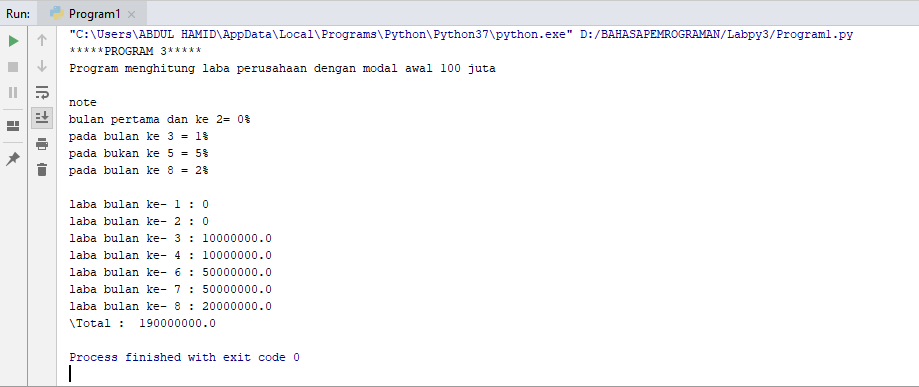 Run:
Program1
"C:\Users\ABDUL HAMID\AppData\Local\Programs\Python\Python37\python.exe" D:/BAHASAPEMROGRAMAN/Labpy3/Program1.py
*****PROGRAM 3*****
Program menghitung laba perusahaan dengan modal awal 100 juta
note
bulan pertama dan ke 2= 0%
pada bulan ke 3 = 1%
pada bukan ke 5 = 5%
pada bulan ke 8 = 2%
laba bulan ke- 1 : 0
laba bulan ke- 2 : 0
laba bulan ke- 3 : 10000000.0
laba bulan ke- 4 : 10000000.0
laba bulan ke- 6 : 50000000.0
laba bulan ke- 7 : 50000000.0
laba bulan ke- 8 : 20000000.0
\Total :  190000000.0
Process finished with exit code 0